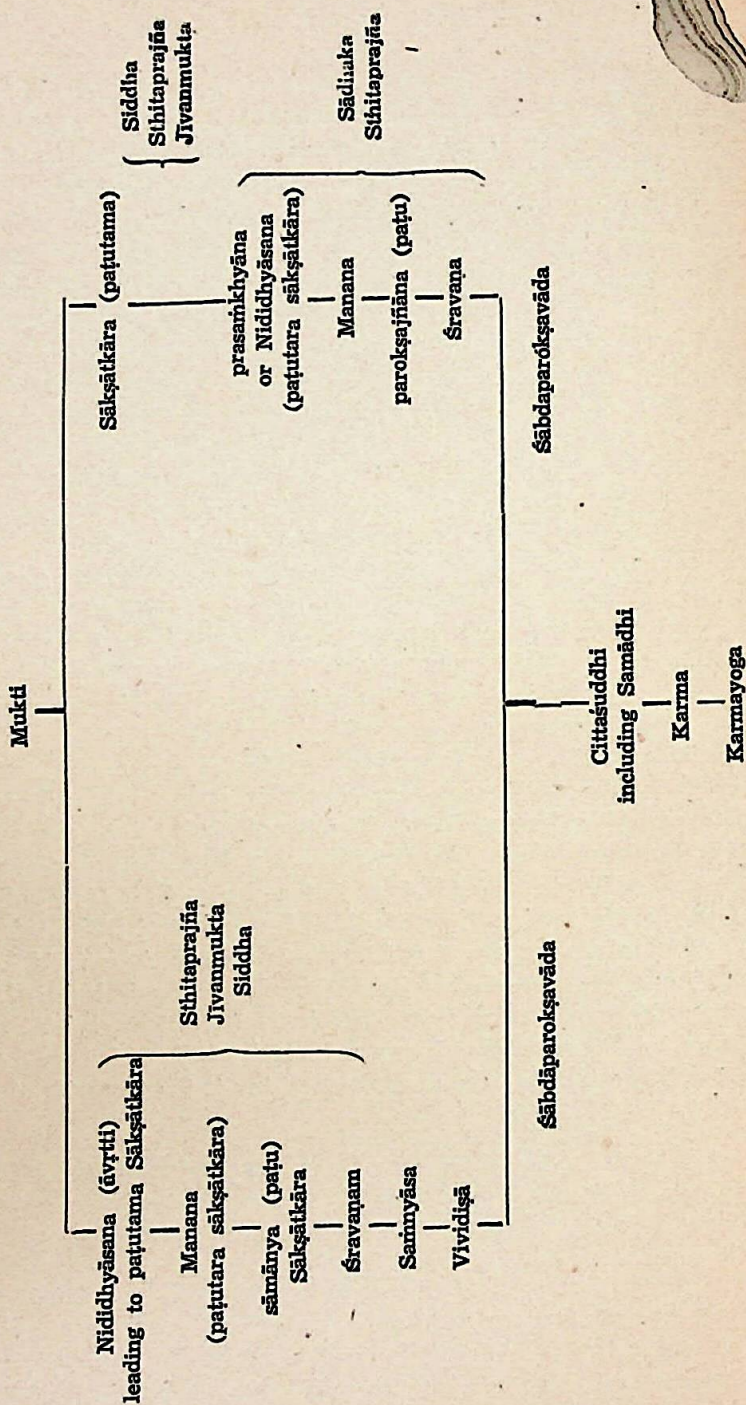 Mukti
Nididhyāsana (āvṛtti)
leading to paṭutama Sākṣātkāra
Manana
(paṭutara sākṣātkāra)
sāmānya (paṭu)
Sākṣātkāra
Śravaṇam
Saṁnyāsa
Vividiṣā
Sthitaprajña
Jīvanmukta
Siddha
Śābdāparokṣavāda
Sākṣātkāra (paṭutama)
Siddha
Sthitaprajña
Jīvanmukta
prasaṁkhyāna
or Nididhyāsana
(paṭutara sākṣātkāra)
Manana
parokṣajñāna (paṭu)
Śravaṇa
Sādhaka
Sthitaprajña
Śābdaparókṣavāda
Cittaśuddhi
including Samādhi
Karma
Karmayoga